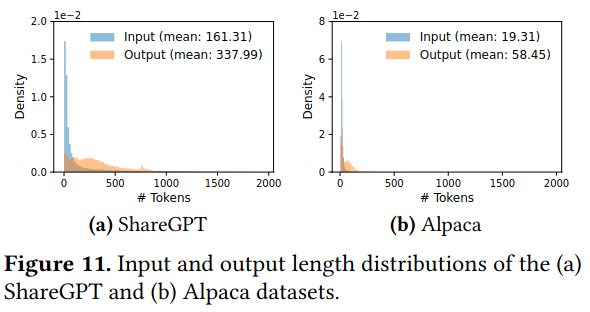 1e−2
2.0
1.5
1.0
0.5
0.0
Density
Input (mean: 161.31)
Output (mean: 337.99)
0 500 1000 1500 2000
# Tokens
(a) ShareGPT
1e−2
8
6
4
2
0
Density
Input (mean: 19.31)
Output (mean: 58.45)
0 500 1000 1500 2000
# Tokens
(b) Alpaca
Figure 11. Input and output length distributions of the (a)
ShareGPT and (b) Alpaca datasets.